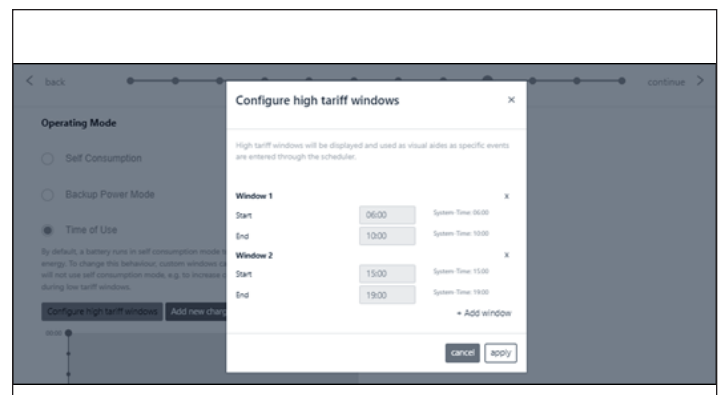 back
continue
Configure high tariff windows
×
Operating Mode
High tariff windows will be displayed and used as visual aides as specific events
are entered through the scheduler.
Self Consumption
Backup Power Mode
Window 1 x
Start 06:00 System-Time: 06:00
End 10:00 System-Time: 10:00
Time of Use
Window 2 x
Start 15:00 System-Time: 15:00
End 19:00 System-Time: 19:00
By default, a battery runs in self consumption mode
energy. To change this behaviour, custom windows
will not use self consumption mode, e.g. to increase
during low tariff windows.
+ Add window
Configure high tariff windows
Add new
cancel apply
00:00